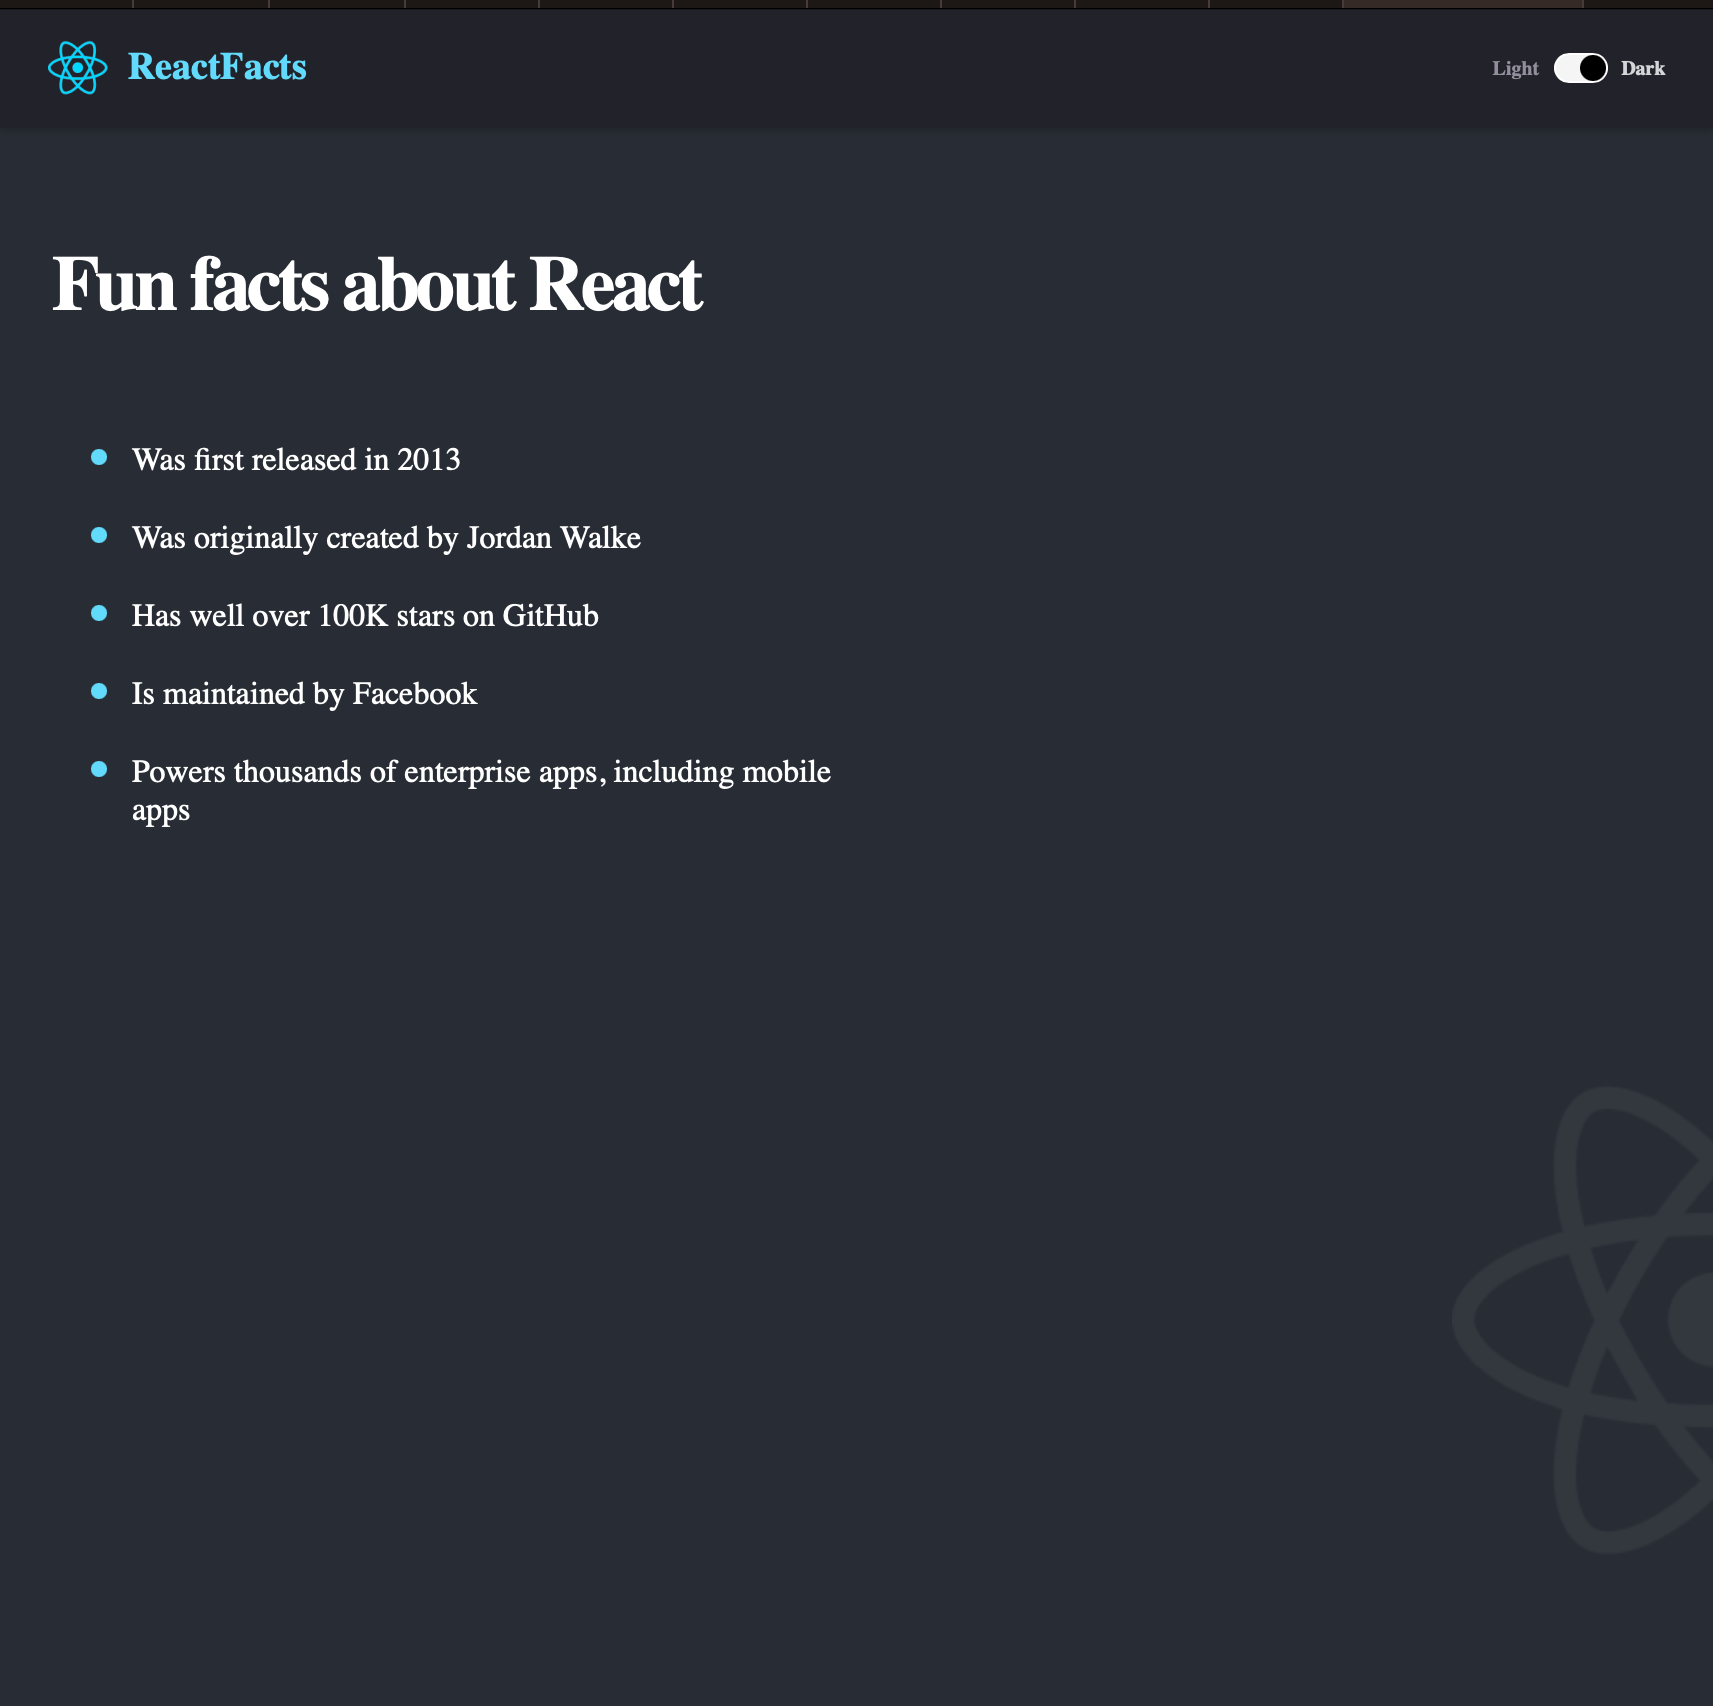 ReactFacts
Light Dark
Fun facts about React
Was first released in 2013
Was originally created by Jordan Walke
Has well over 100K stars on GitHub
Is maintained by Facebook
Powers thousands of enterprise apps, including mobile
apps